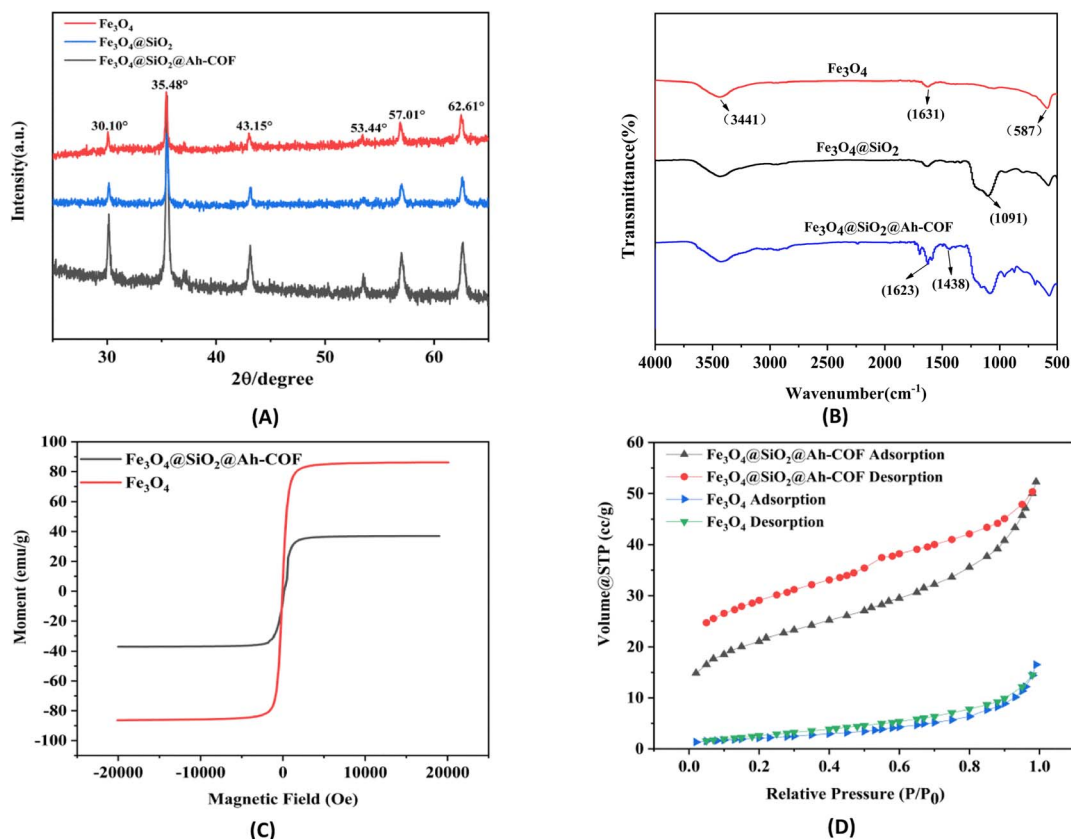 Fe₃O₄
Fe₃O₄@SiO₂
Fe₃O₄@SiO₂@Ah-COF
35.48°
30.10°
43.15°
53.44°
57.01°
62.61°
Intensity(a.u.)
30
40
50
60
2θ/degree
(A)
Fe₃O₄
(3441)
(1631)
(587)
Fe₃O₄@SiO₂
(1091)
Fe₃O₄@SiO₂@Ah-COF
(1623)
(1438)
Transmittance(%)
4000
3500
3000
2500
2000
1500
1000
500
Wavenumber(cm⁻¹)
(B)
Fe₃O₄@SiO₂@Ah-COF
Fe₃O₄
Moment (emu/g)
100
80
60
40
20
0
-20
-40
-60
-80
-100
-20000
-10000
0
10000
20000
Magnetic Field (Oe)
(C)
Fe₃O₄@SiO₂@Ah-COF Adsorption
Fe₃O₄@SiO₂@Ah-COF Desorption
Fe₃O₄ Adsorption
Fe₃O₄ Desorption
Volume@STP (cc/g)
60
50
40
30
20
10
0
0.0
0.2
0.4
0.6
0.8
1.0
Relative Pressure (P/P₀)
(D)